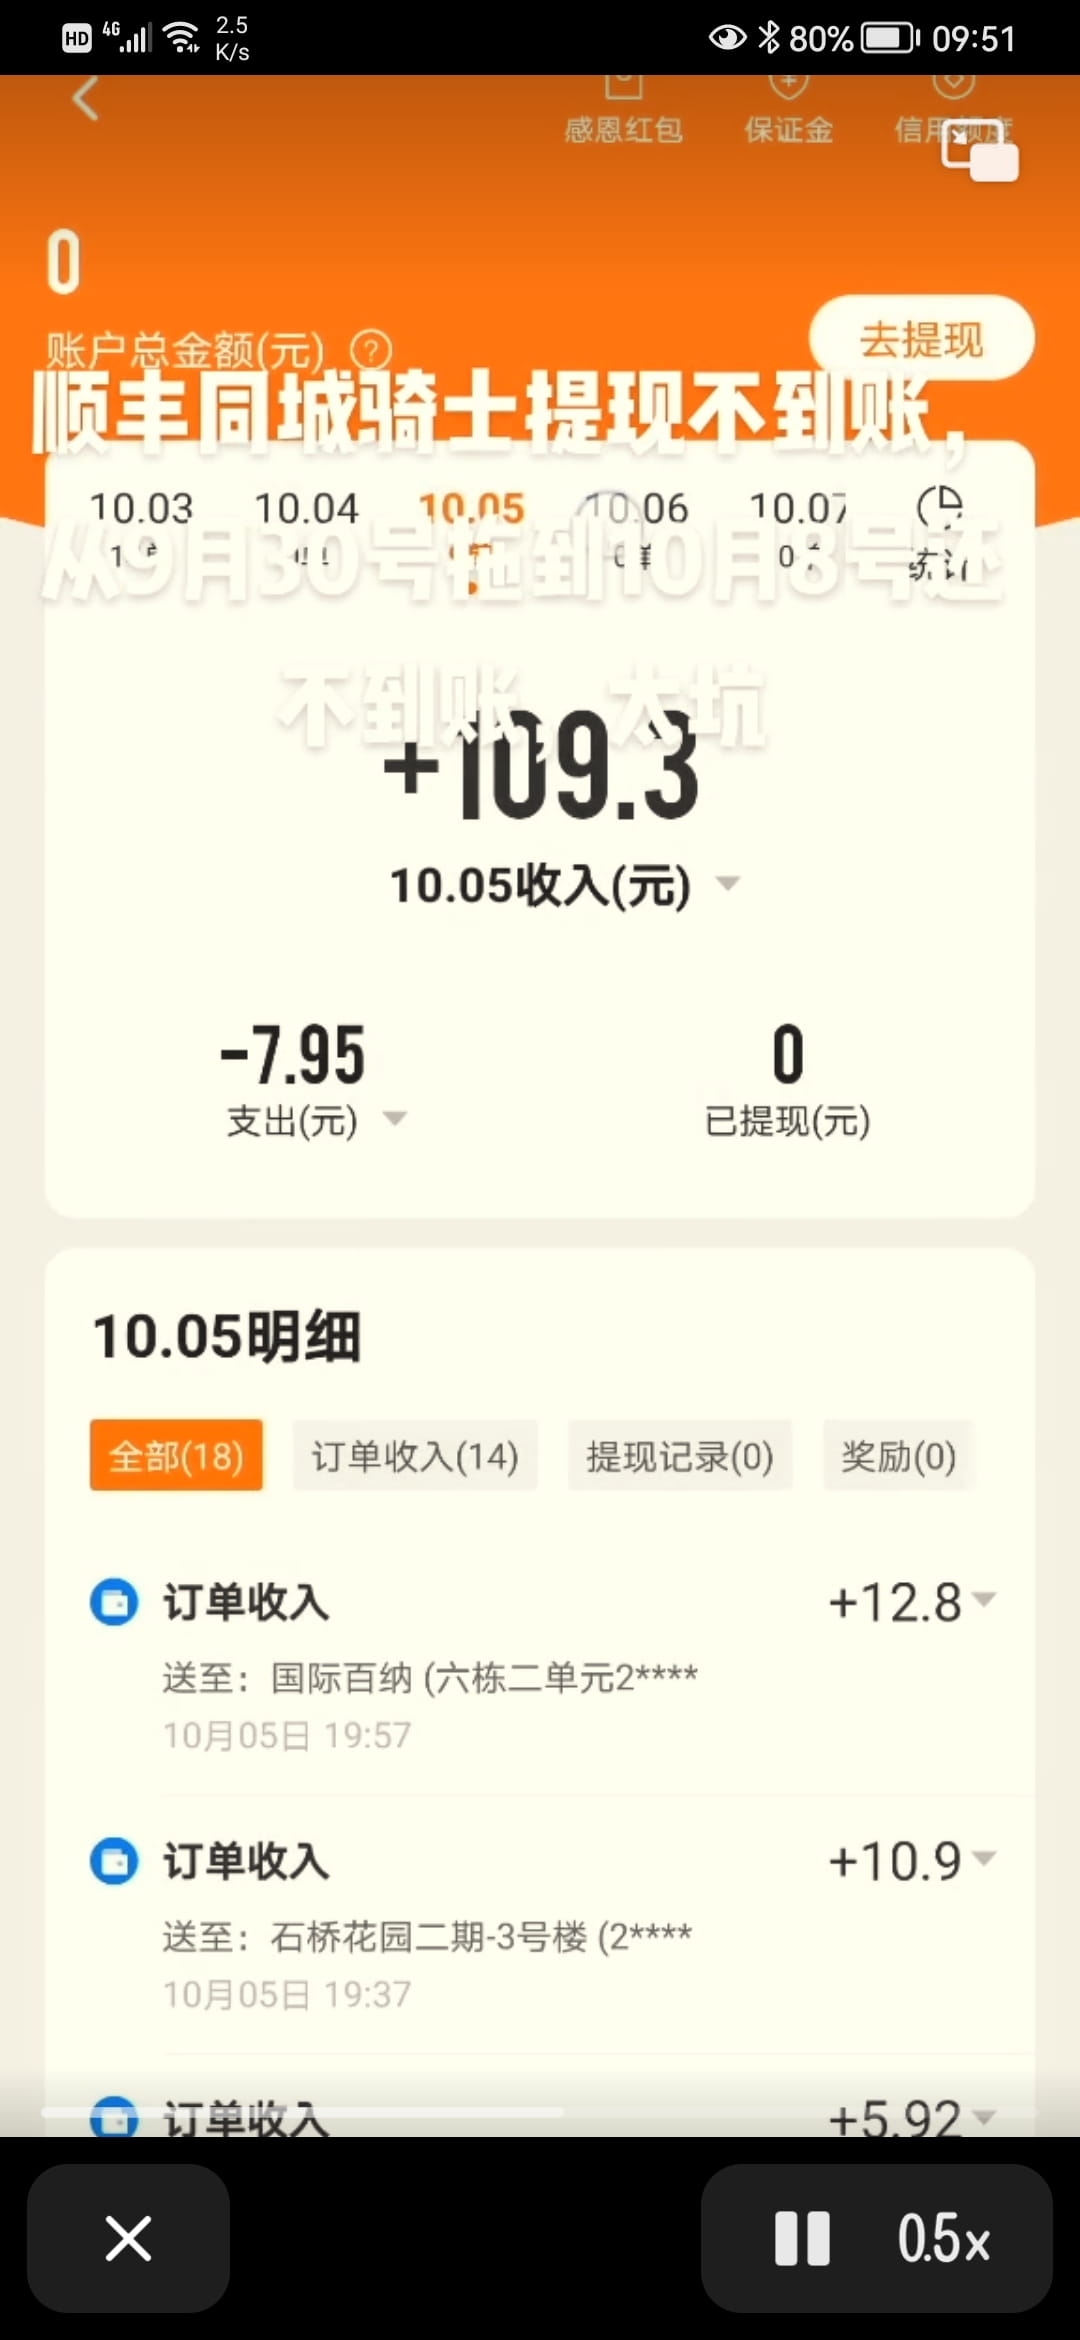 HD 4G 2.5 K/s 80% 09:51
感恩红包 保证金 信用额度
0
账户总金额(元) ?
去提现
顺丰同城骑士提现不到账，
10.03 10.04 10.05 10.06 10.07
从9月30号拖到10月8号还
统计
不到账，太坑
+109.3
10.05收入(元)
-7.95 0
支出(元) 已提现(元)
10.05明细
全部(18) 订单收入(14) 提现记录(0) 奖励(0)
订单收入 +12.8
送至：国际百纳 (六栋二单元2****
10月05日 19:57
订单收入 +10.9
送至：石桥花园二期-3号楼 (2****
10月05日 19:37
订单收入 +5.92
0.5×